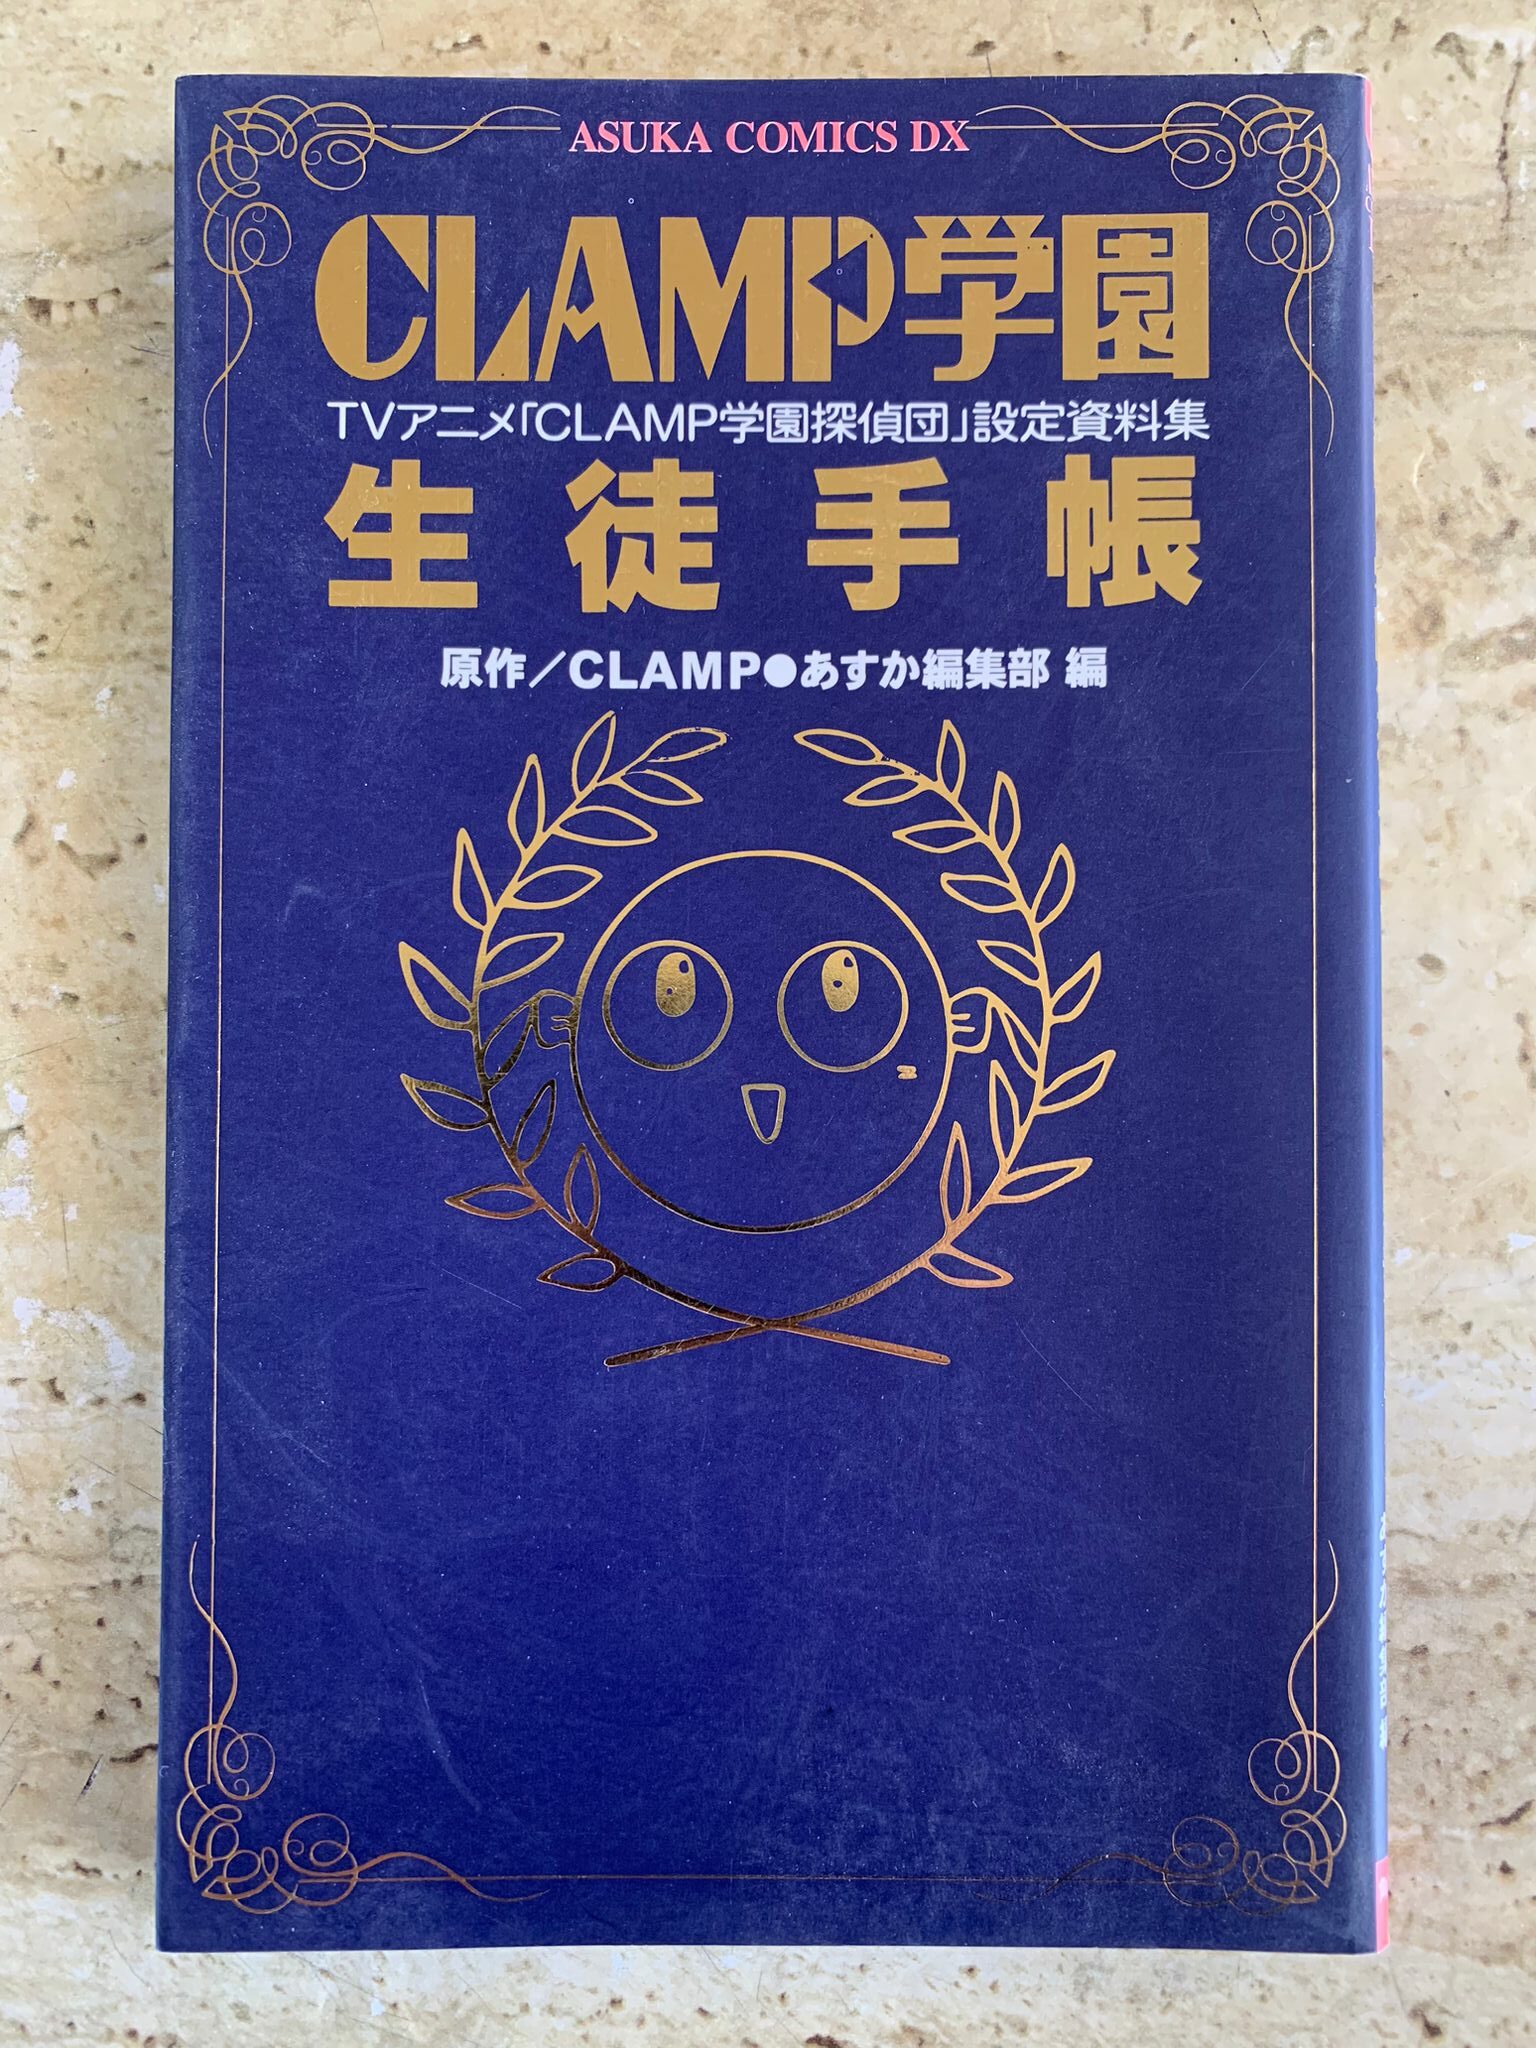 ASUKA COMICS DX
CLAMP学園
TVアニメ「CLAMP学園探偵団」設定資料集
生徒手帳
原作／CLAMP●あすか編集部 編